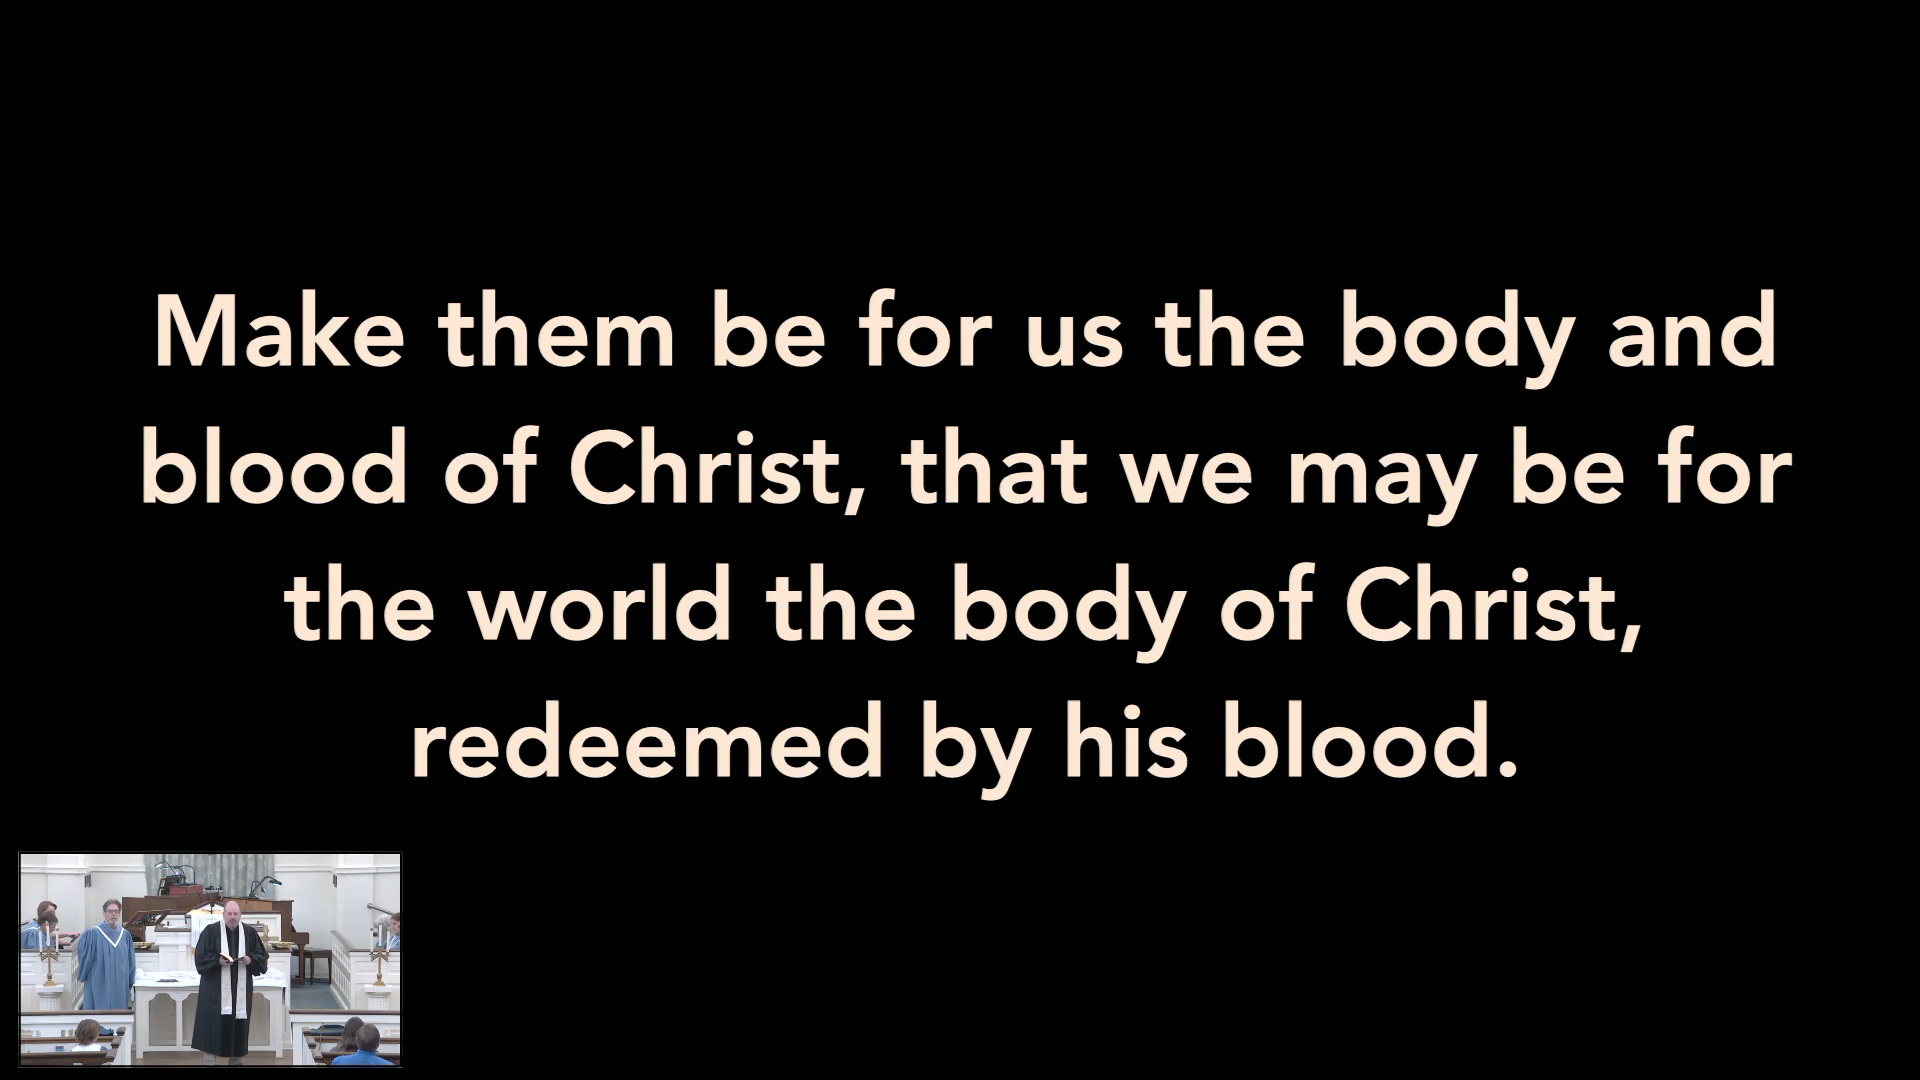 Make them be for us the body and
blood of Christ, that we may be for
the world the body of Christ,
redeemed by his blood.